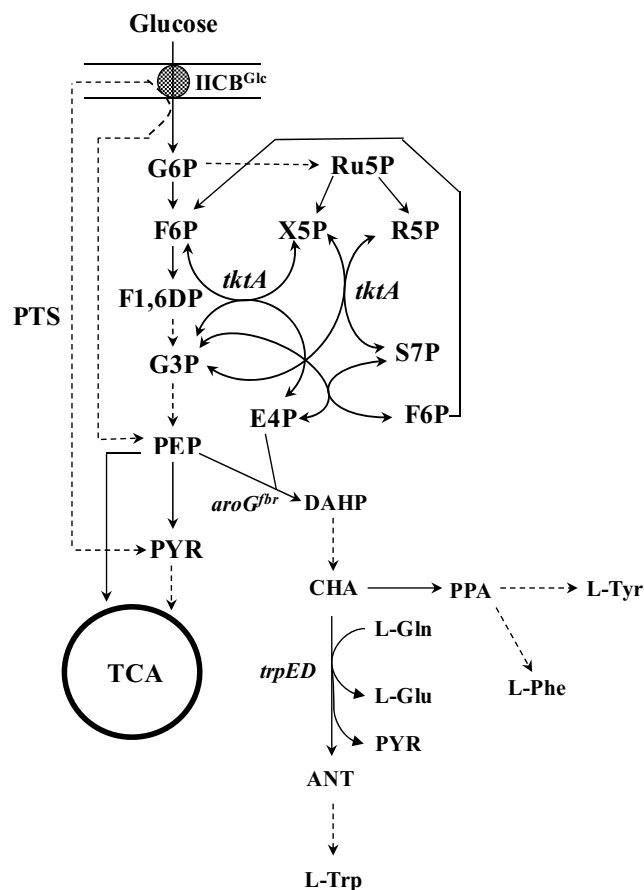 Glucose
IICB^Glc
G6P
Ru5P
F6P
X5P
R5P
tktA
tktA
F1,6DP
PTS
G3P
S7P
E4P
F6P
PEP
aroG^fbr
DAHP
PYR
CHA
PPA
L-Tyr
L-Gln
TCA
trpED
L-Glu
L-Phe
PYR
ANT
L-Trp